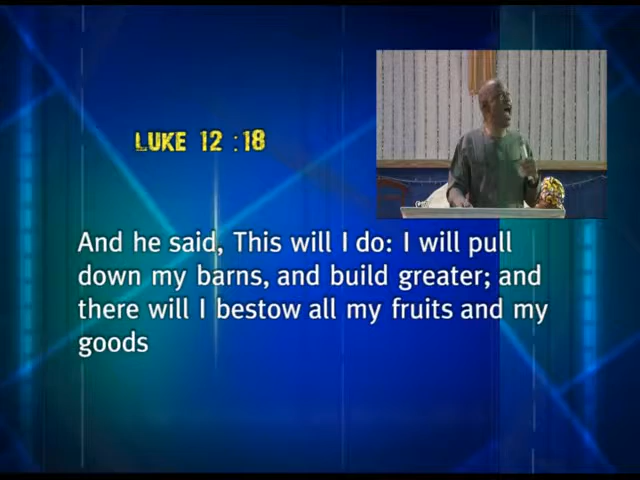 LUKE 12 :18
And he said, This will I do: I will pull
down my barns, and build greater; and
there will I bestow all my fruits and my
goods